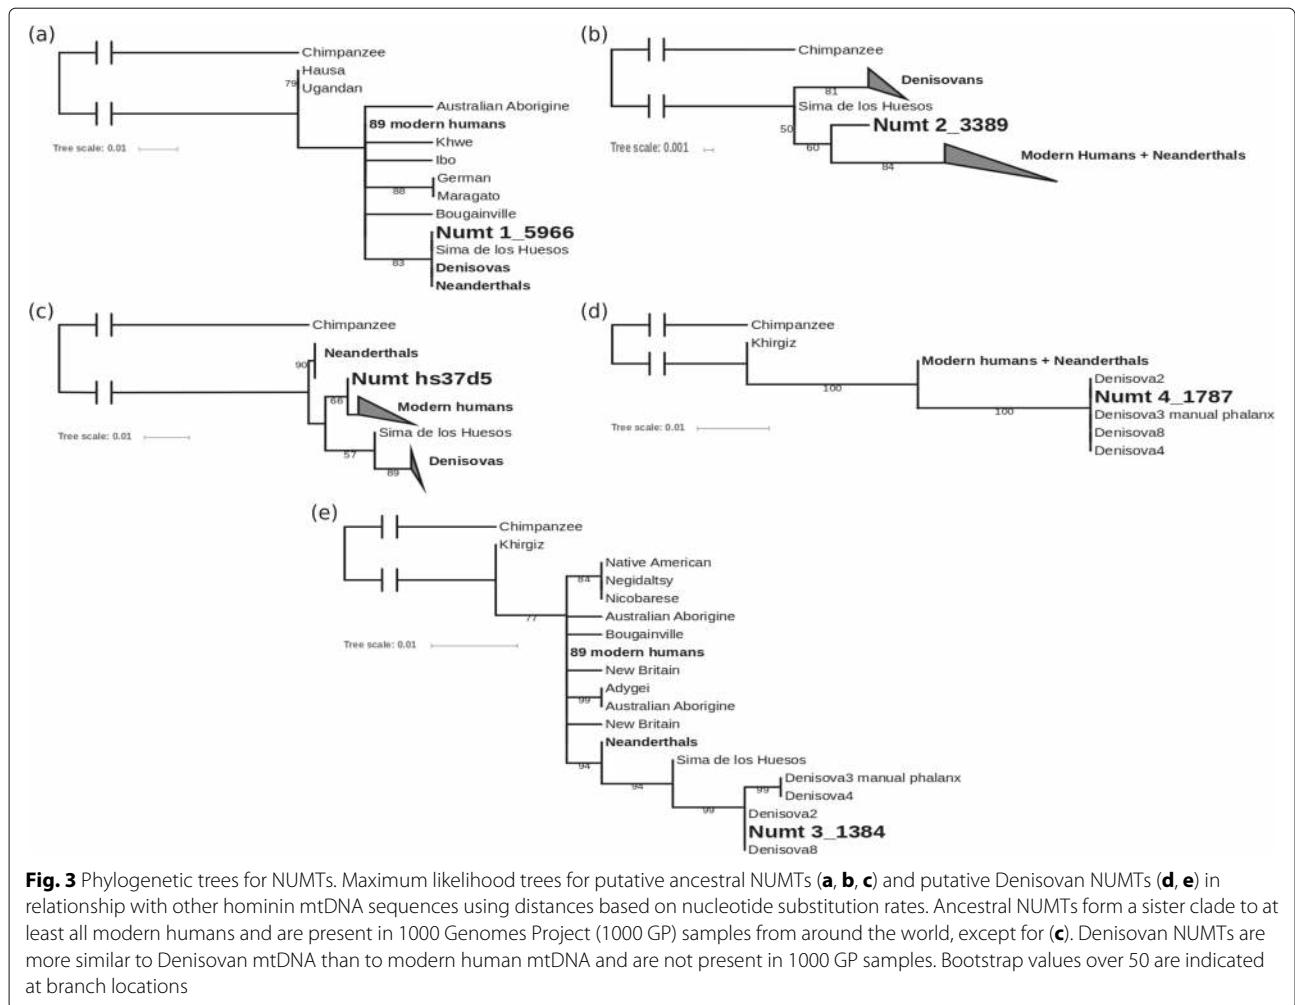 (a)
Chimpanzee
Hausa
79
Ugandan
Australian Aborigine
89 modern humans
Khwe
Tree scale: 0.01
Ibo
German
88
Maragato
Bougainville
Numt 1_5966
Sima de los Huesos
83
Denisovas
Neanderthals
(b)
Chimpanzee
Denisovans
81
Sima de los Huesos
Numt 2_3389
50
60
Tree scale: 0.001
Modern Humans + Neanderthals
84
(c)
Chimpanzee
Neanderthals
90
Numt hs37d5
66
Modern humans
Sima de los Huesos
Tree scale: 0.01
57
Denisovas
89
(d)
Chimpanzee
Khirgiz
Modern humans + Neanderthals
100
Denisova2
Numt 4_1787
100
Denisova3 manual phalanx
Tree scale: 0.01
Denisova8
Denisova4
(e)
Chimpanzee
Khirgiz
Native American
84
Negidaltsy
Nicobarese
77
Australian Aborigine
Bougainville
Tree scale: 0.01
89 modern humans
New Britain
Adygei
99
Australian Aborigine
New Britain
Neanderthals
94
Sima de los Huesos
94
Denisova3 manual phalanx
99
Denisova4
99
Denisova2
Numt 3_1384
Denisova8
Fig. 3 Phylogenetic trees for NUMTs. Maximum likelihood trees for putative ancestral NUMTs (a, b, c) and putative Denisovan NUMTs (d, e) in
relationship with other hominin mtDNA sequences using distances based on nucleotide substitution rates. Ancestral NUMTs form a sister clade to at
least all modern humans and are present in 1000 Genomes Project (1000 GP) samples from around the world, except for (c). Denisovan NUMTs are
more similar to Denisovan mtDNA than to modern human mtDNA and are not present in 1000 GP samples. Bootstrap values over 50 are indicated
at branch locations